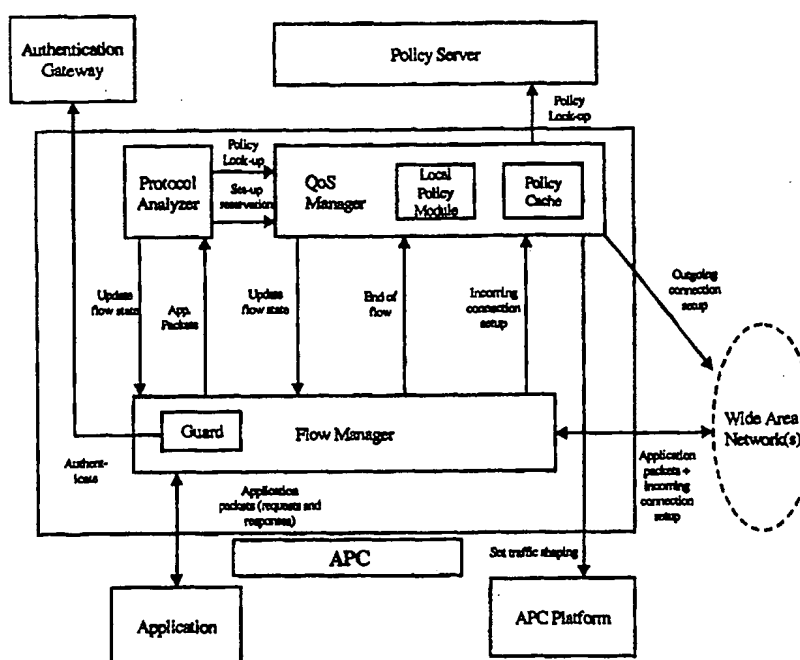 Authentication
Gateway
Policy Server
Policy
Look-up
Policy
Look-up
Protocol
Analyzer
Set-up
reservation
QoS
Manager
Local
Policy
Module
Policy
Cache
Update
flow state
App.
Packets
Update
flow state
End of
flow
Incoming
connection
setup
Outgoing
connection
setup
Guard
Flow Manager
Wide Area
Network(s)
Authent-
icate
Application
packets (requests and
responses)
Application
packets +
incoming
connection
setup
APC
Set traffic shaping
Application
APC Platform